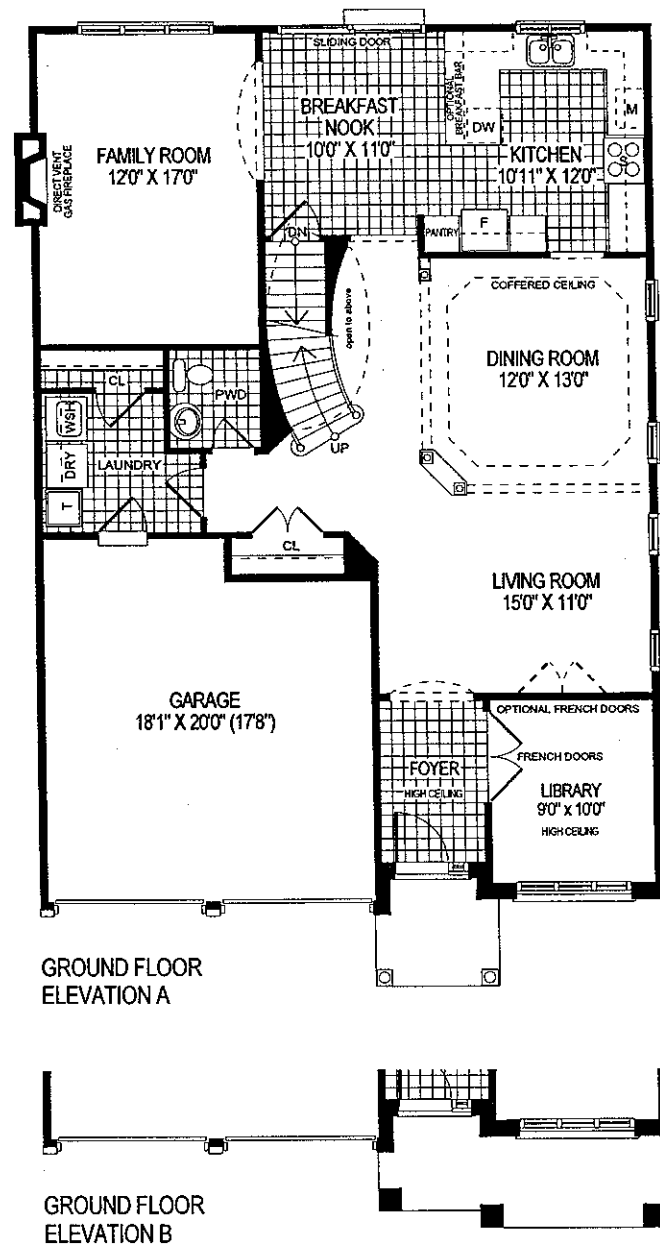 SLIDING DOOR
OPTIONAL
BREAKFAST BAR
BREAKFAST
NOOK
10'0" X 11'0"
DW
M
S
KITCHEN
10'11" X 12'0"
FAMILY ROOM
12'0" X 17'0"
DIRECT VENT
GAS FIREPLACE
DN
PANTRY
F
open to above
COFFERED CEILING
DINING ROOM
12'0" X 13'0"
CL
PWD
WSH
DRY
T
LAUNDRY
UP
CL
LIVING ROOM
15'0" X 11'0"
GARAGE
18'1" X 20'0" (17'8")
OPTIONAL FRENCH DOORS
FRENCH DOORS
FOYER
HIGH CEILING
LIBRARY
9'0" x 10'0"
HIGH CEILING
GROUND FLOOR
ELEVATION A
GROUND FLOOR
ELEVATION B